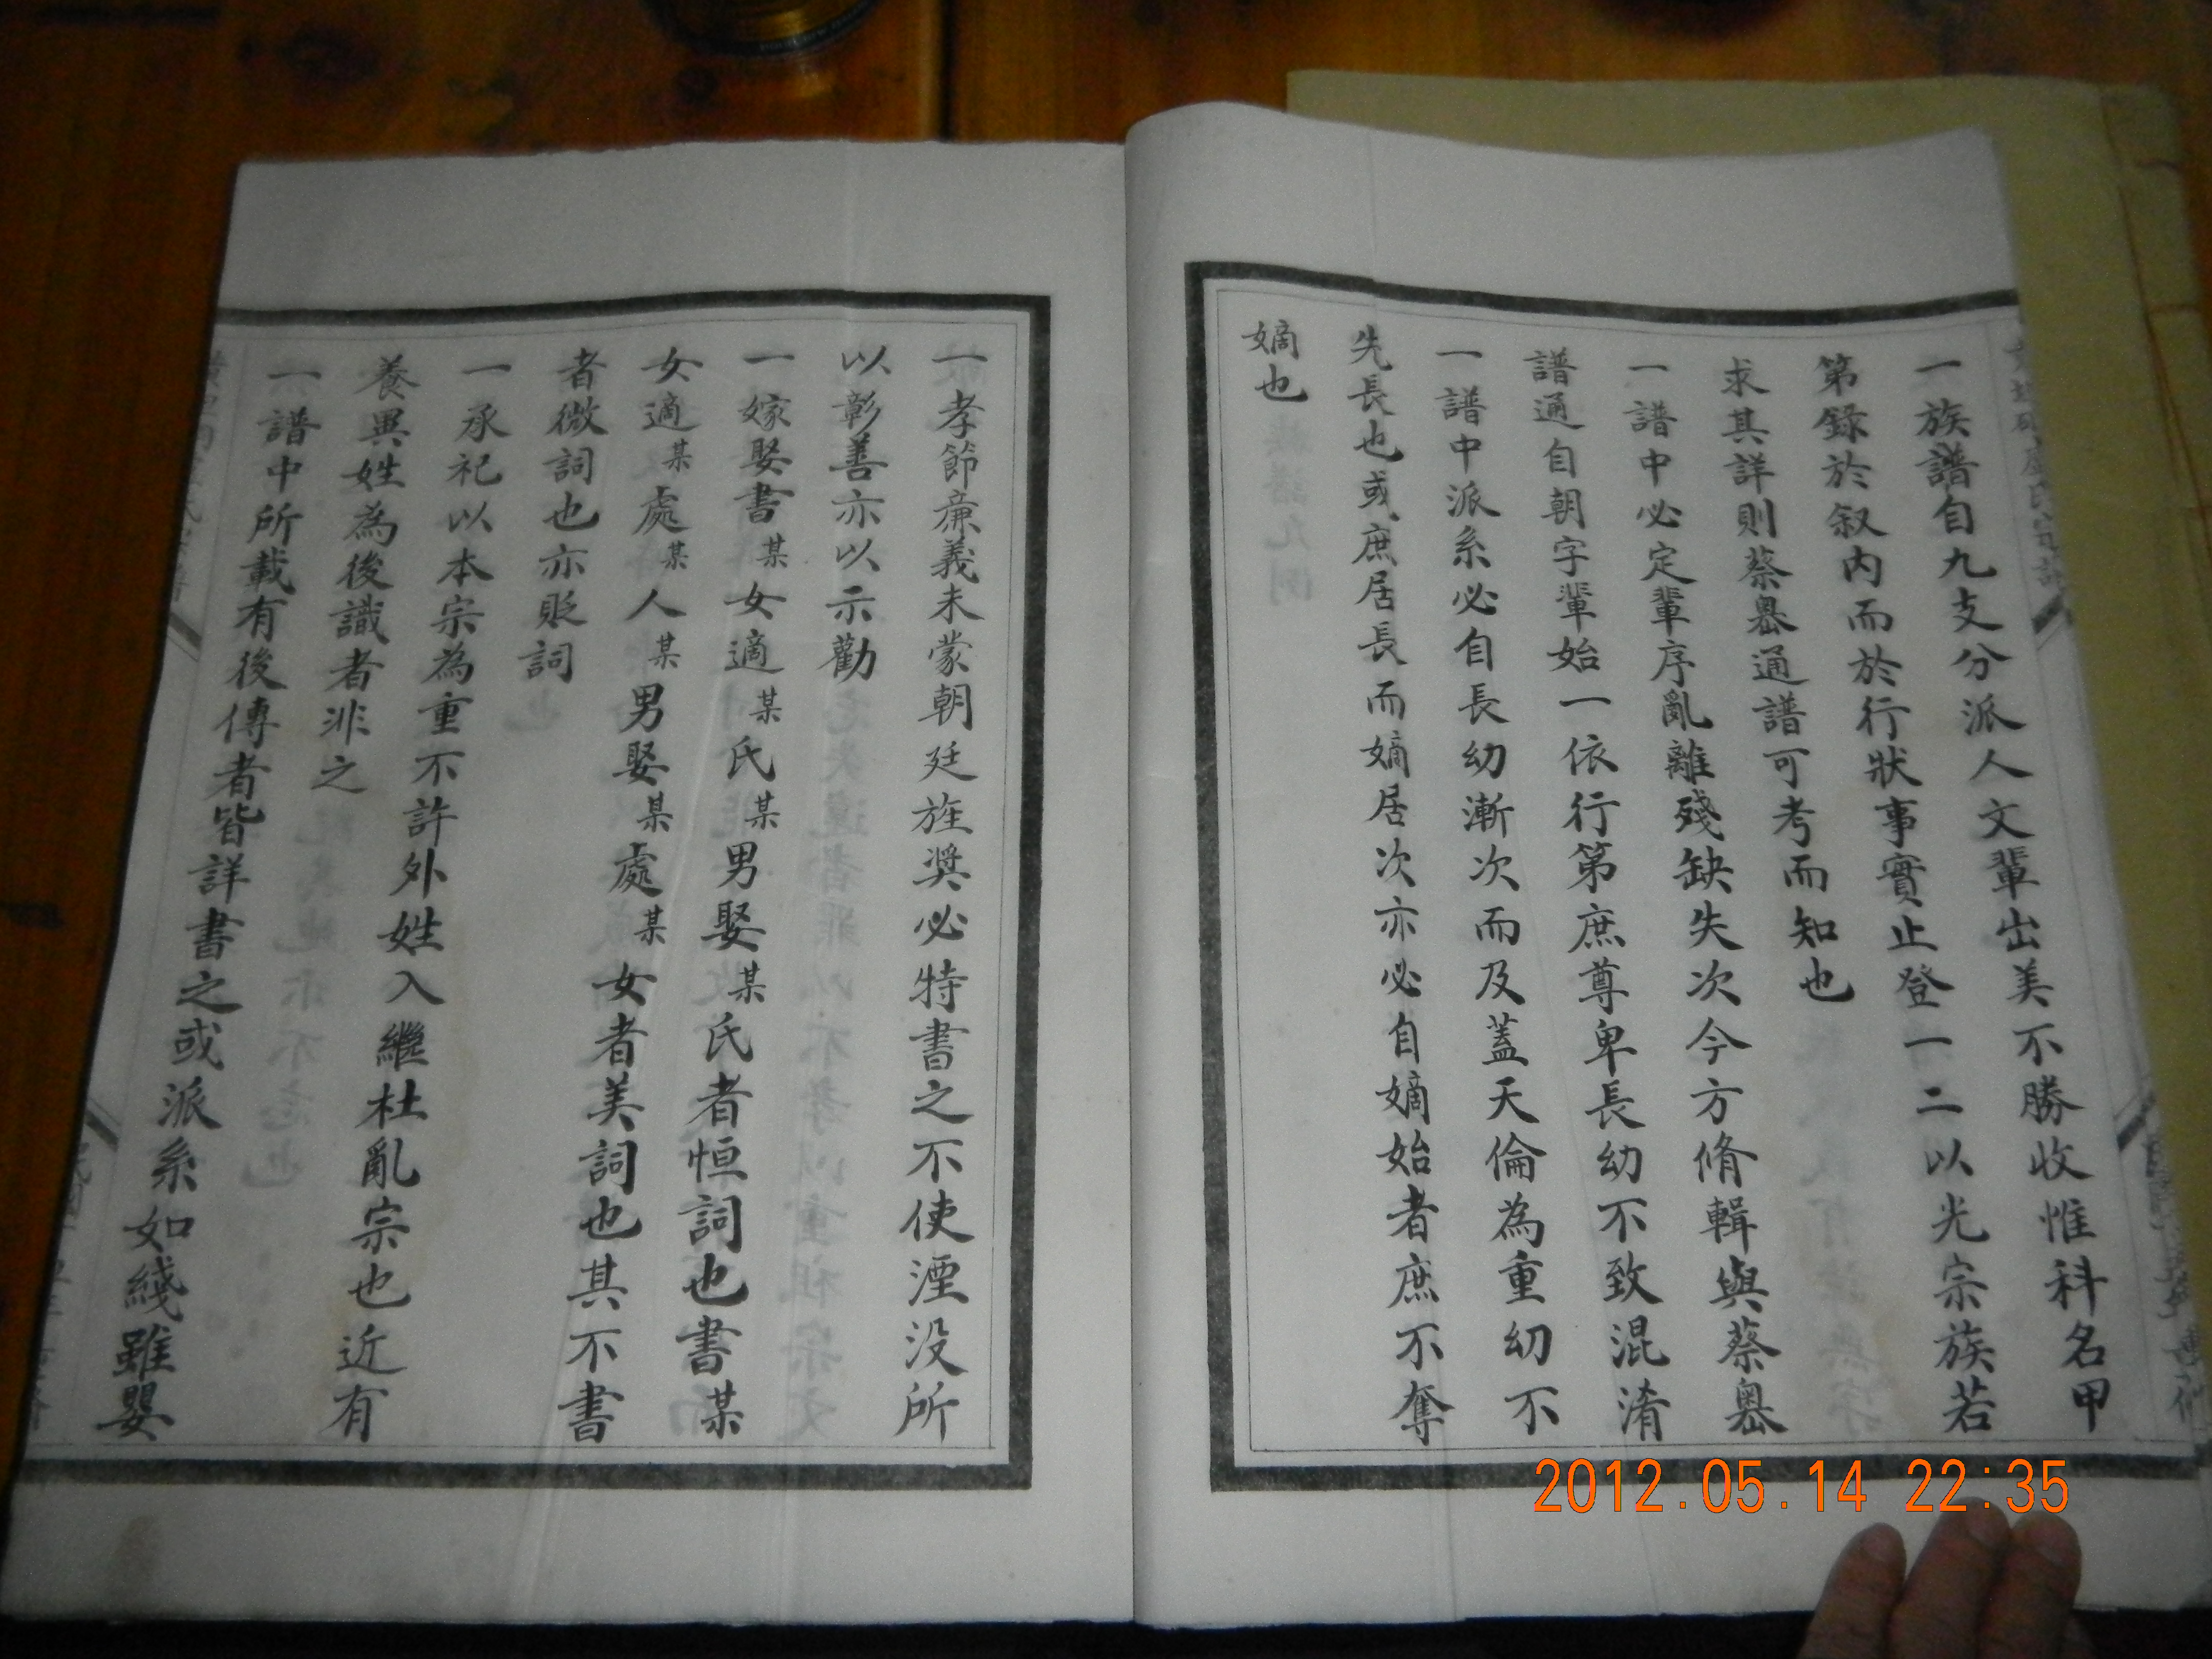 一族譜自九支分派人文輩出美不勝收惟科名甲
第録於叙内而於行狀事實止登一二以光宗族若
求其詳則蔡嶴通譜可考而知也
一譜中必定輩序亂離殘缺失次今方脩輯與蔡嶴
譜通自朝字輩始一依行第庶尊卑長幼不致混淆
一譜中派系必自長幼漸次而及蓋天倫為重幼不
先長也或庶居長而嫡居次亦必自嫡始者庶不奪
嫡也
一孝節亷義未蒙朝廷旌奬必特書之不使湮没所
以彰善亦以示勸
一嫁娶書某女適某氏某男娶某氏者恒詞也書某
女適某處某人某男娶某處某女者美詞也其不書
者微詞也亦貶詞
一承祀以本宗為重不許外姓入繼杜亂宗也近有
養異姓為後識者非之
一譜中所載有後傳者皆詳書之或派系如綫雖嬰
2012.05.14 22:35